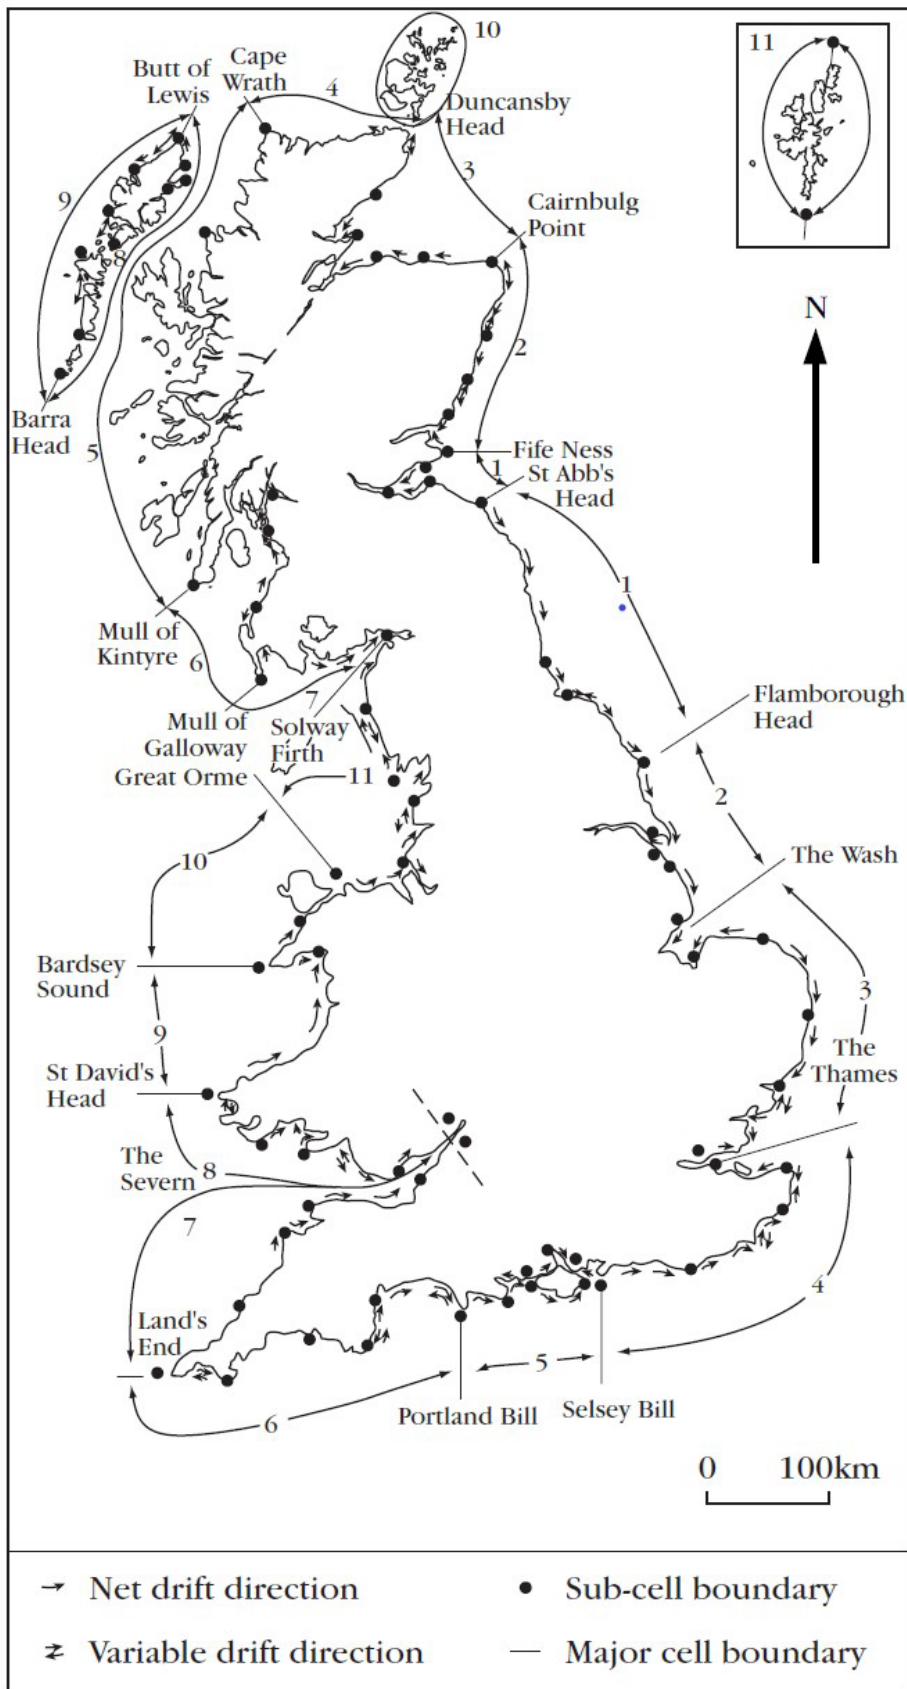 10
11
Cape
Wrath
Butt of
Lewis
4
Duncansby
Head
3
9
Cairnbulg
Point
8
N
2
Barra
Head
5
Fife Ness
1
St Abb's
Head
1
Mull of
Kintyre
6
7
Flamborough
Head
Mull of
Galloway
Solway
Firth
Great Orme
11
2
10
The Wash
Bardsey
Sound
3
9
The
Thames
St David's
Head
The
Severn
8
7
4
Land's
End
5
6
Portland Bill
Selsey Bill
0
100km
Net drift direction
Sub-cell boundary
Variable drift direction
Major cell boundary